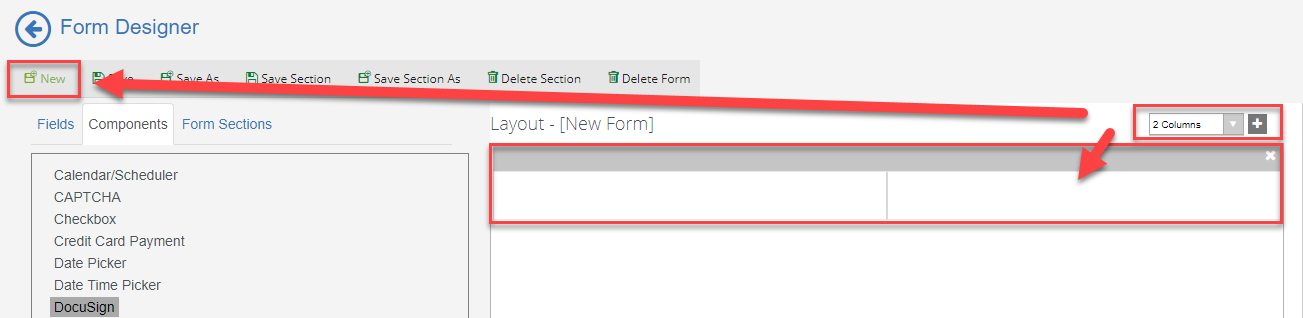 Form Designer
New Save Save As Save Section Save Section As Delete Section Delete Form
Fields Components Form Sections
Layout - [New Form]
2 Columns
Calendar/Scheduler
CAPTCHA
Checkbox
Credit Card Payment
Date Picker
Date Time Picker
DocuSign